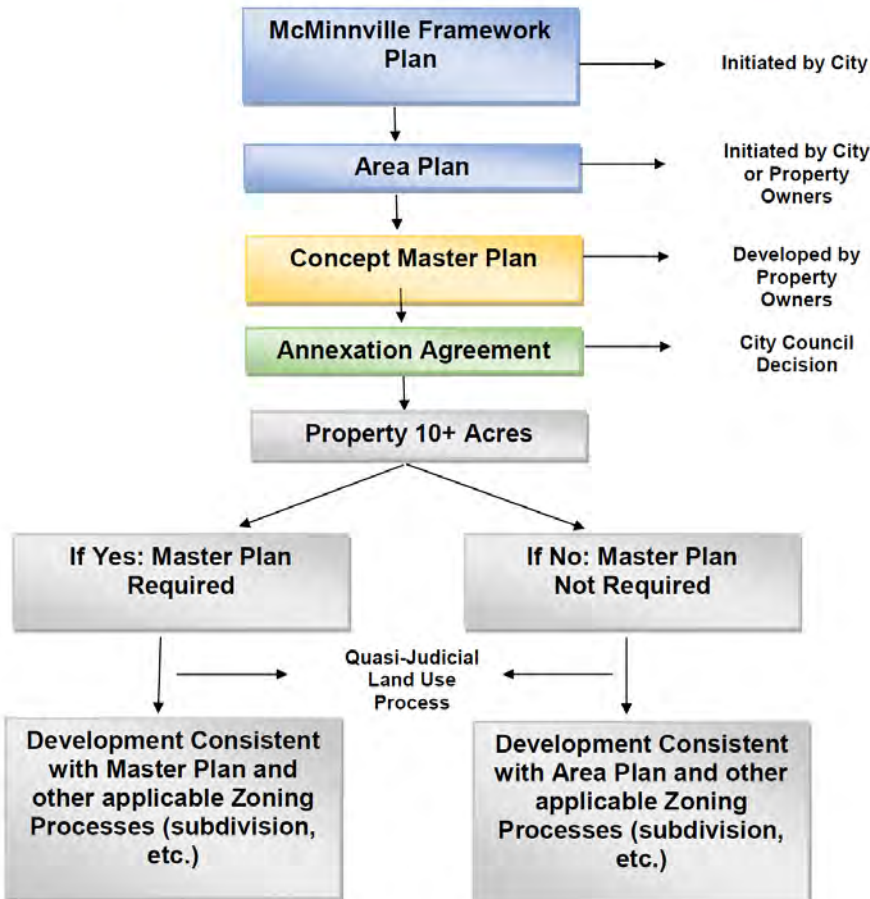 McMinnville Framework
Plan
Initiated by City
Area Plan
Initiated by City
or Property
Owners
Concept Master Plan
Developed by
Property
Owners
Annexation Agreement
City Council
Decision
Property 10+ Acres
If Yes: Master Plan
Required
If No: Master Plan
Not Required
Quasi-Judicial
Land Use
Process
Development Consistent
with Master Plan and
other applicable Zoning
Processes (subdivision,
etc.)
Development Consistent
with Area Plan and other
applicable Zoning
Processes (subdivision,
etc.)